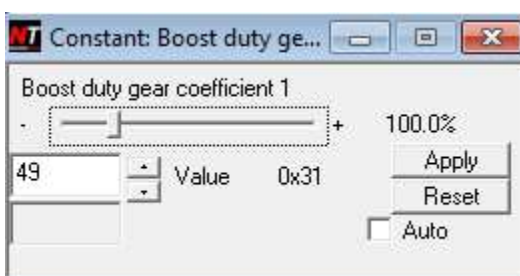 NT Constant: Boost duty ge...
Boost duty gear coefficient 1
- + 100.0%
49 Value 0x31 Apply
Reset
Auto